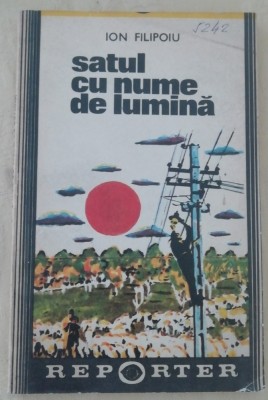 5242
ION FILIPOIU
satul
cu nume
de lumină
REPORTER